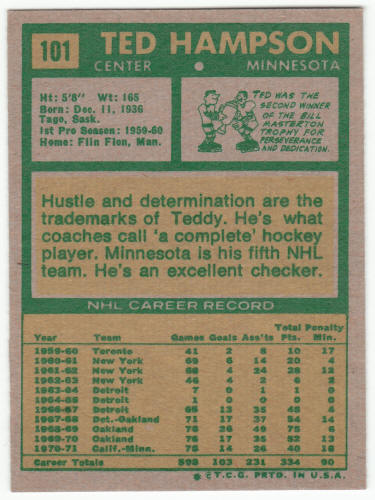 101
TED HAMPSON
CENTER • MINNESOTA
Ht: 5'8" Wt: 165
Born: Dec. 11, 1936
Tago, Sask.
1st Pro Season: 1959-60
Home: Flin Flon, Man.
TED WAS THE
SECOND WINNER
OF THE BILL
MASTERTON
TROPHY FOR
PERSEVERANCE
AND DEDICATION.
Hustle and determination are the
trademarks of Teddy. He's what
coaches call 'a complete' hockey
player. Minnesota is his fifth NHL
team. He's an excellent checker.
NHL CAREER RECORD
Total Penalty
Year Team Games Goals Ass'ts Pts. Min.
1959-60 Toronto 41 2 8 10 17
1960-61 New York 69 6 14 20 4
1961-62 New York 68 4 24 28 12
1962-63 New York 46 4 2 6 2
1963-64 Detroit 7 0 1 1 0
1964-65 Detroit 1 0 0 0 0
1966-67 Detroit 65 13 35 48 4
1967-68 Det.-Oakland 71 17 37 54 14
1968-69 Oakland 75 26 49 75 6
1969-70 Oakland 76 17 35 52 13
1970-71 Calif.-Minn. 14 26 40 18
Career Totals 598 103 231 334 90
©T.C.G. PRTD. IN U.S.A.